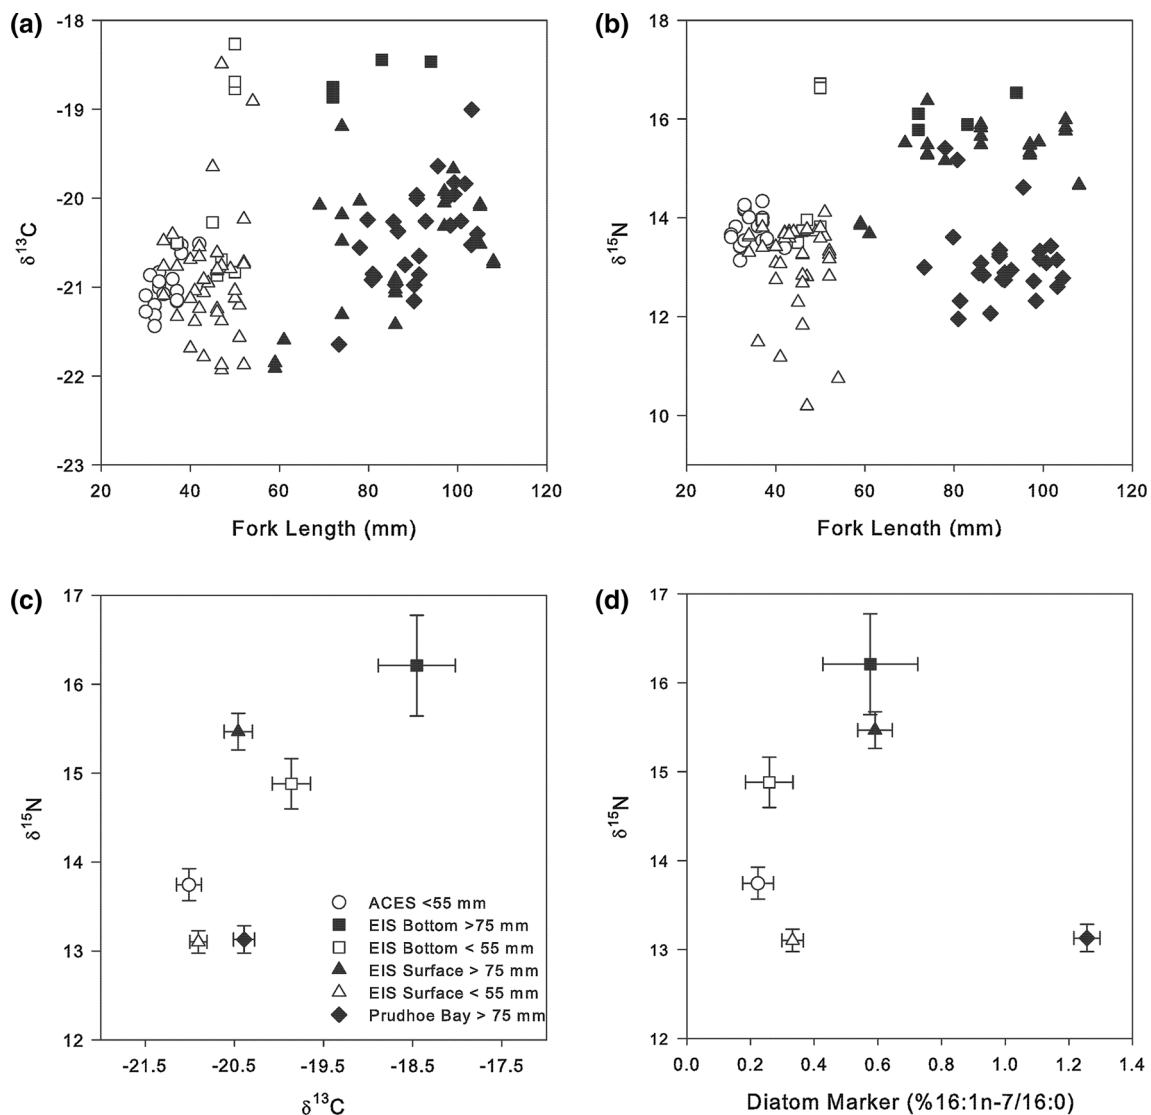 (a)
-18
-19
-20
-21
-22
-23
δ13C
20 40 60 80 100 120
Fork Length (mm)
(b)
18
16
14
12
10
δ15N
20 40 60 80 100 120
Fork Length (mm)
(c)
17
16
15
14
13
12
δ15N
ACES <55 mm
EIS Bottom >75 mm
EIS Bottom < 55 mm
EIS Surface > 75 mm
EIS Surface < 55 mm
Prudhoe Bay > 75 mm
-21.5 -20.5 -19.5 -18.5 -17.5
δ13C
(d)
17
16
15
14
13
12
δ15N
0.0 0.2 0.4 0.6 0.8 1.0 1.2 1.4
Diatom Marker (%16:1n-7/16:0)